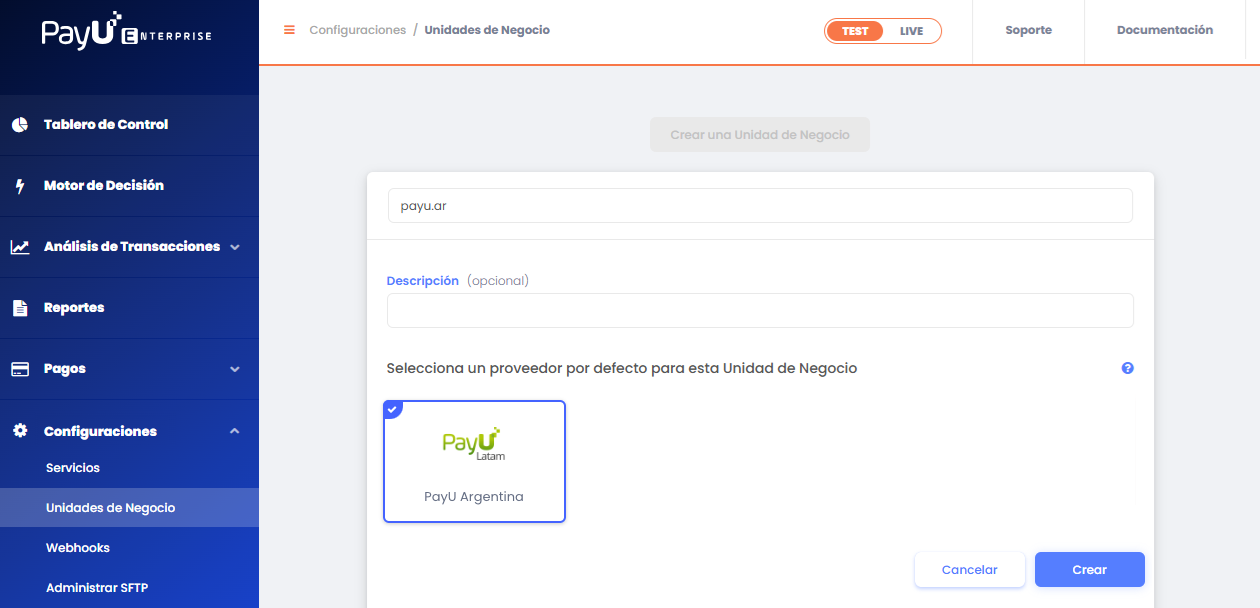 PayU ENTERPRISE
Configuraciones / Unidades de Negocio
TEST LIVE
Soporte
Documentación
Tablero de Control
Motor de Decisión
Análisis de Transacciones
Reportes
Pagos
Configuraciones
Servicios
Unidades de Negocio
Webhooks
Administrar SFTP
Crear una Unidad de Negocio
payu.ar
Descripción (opcional)
Selecciona un proveedor por defecto para esta Unidad de Negocio
?
PayU
Latam
PayU Argentina
Cancelar
Crear